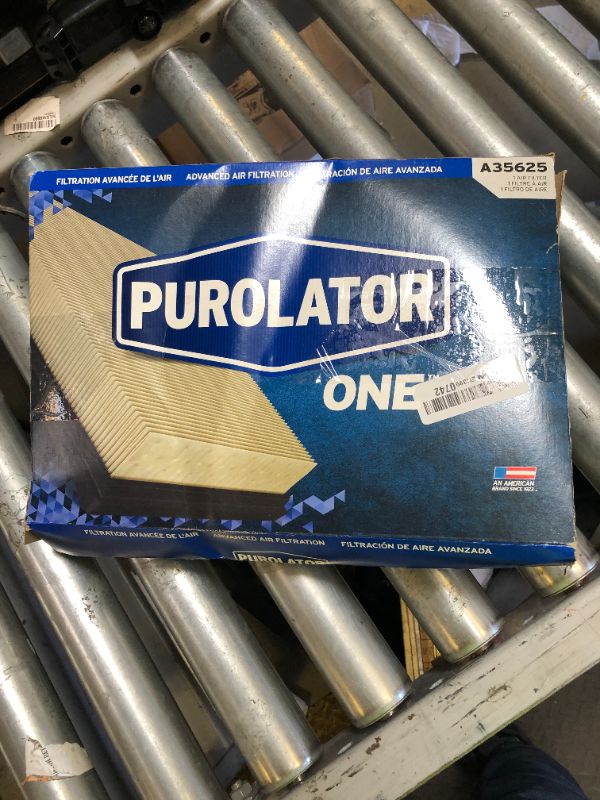 FILTRATION AVANCÉE DE L'AIR
ADVANCED AIR FILTRATION
RACIÓN DE AIRE AVANZADA
A35625
1 AIR FILTER
1 FILTRE À AIR
1 FILTRO DE AIRE
PUROLATOR
ONE
0742
AN AMERICAN
BRAND SINCE 1923
FILTRATION AVANCÉE DE L'AIR
ADVANCED AIR FILTRATION
FILTRACIÓN DE AIRE AVANZADA
PUROLATOR